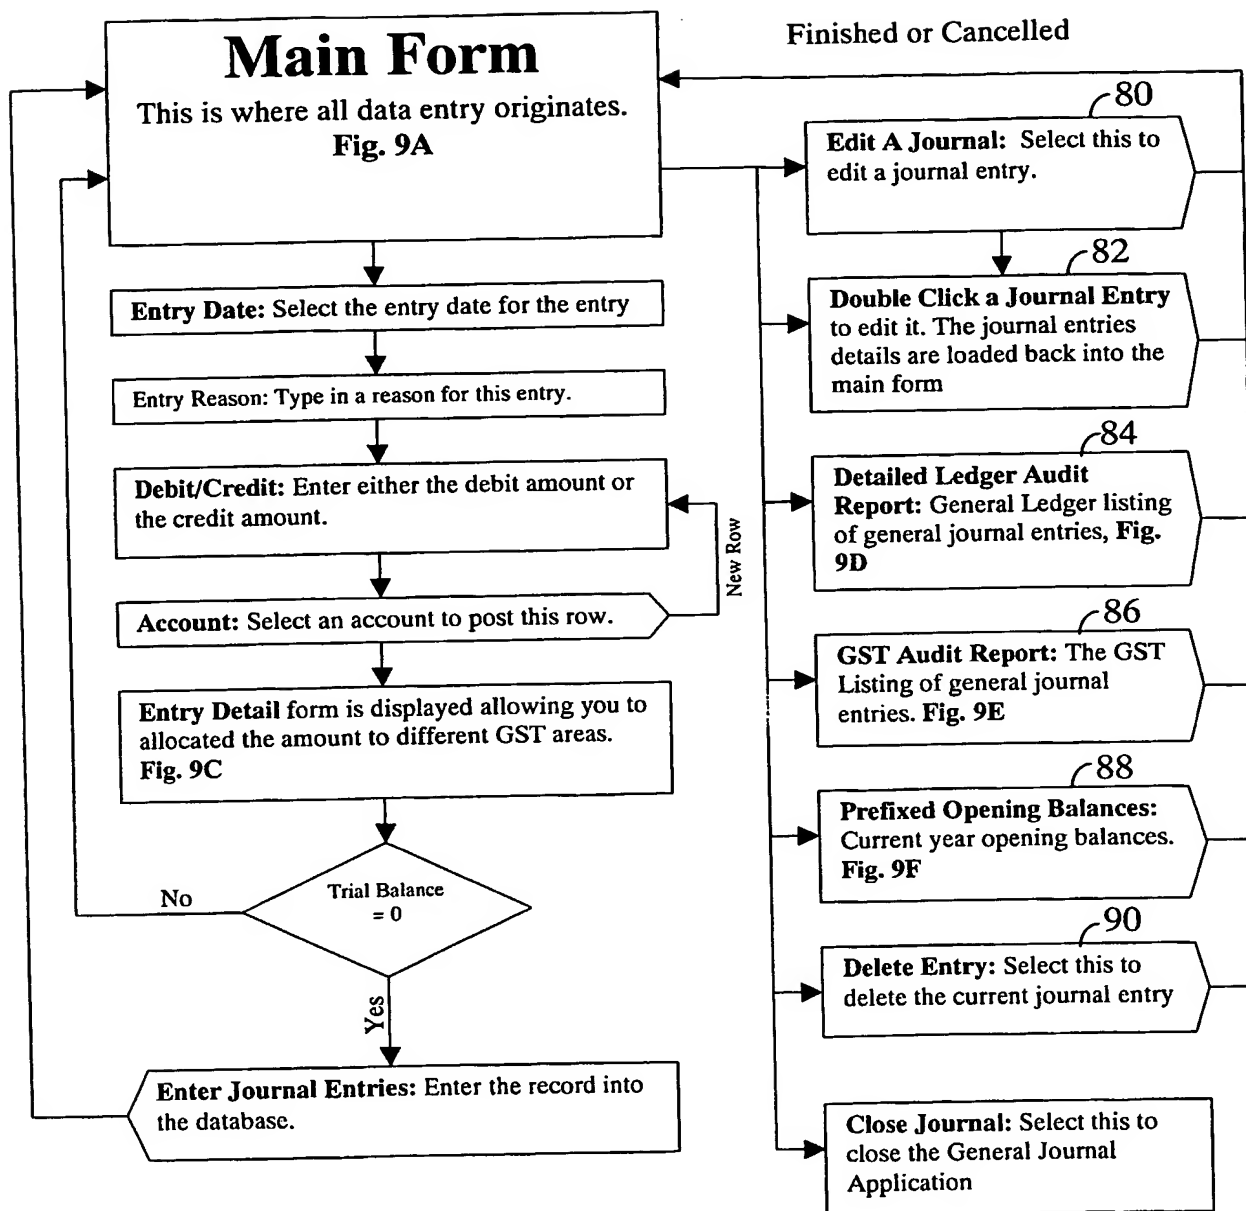 Main Form
This is where all data entry originates.
Fig. 9A
Entry Date: Select the entry date for the entry
Entry Reason: Type in a reason for this entry.
Debit/Credit: Enter either the debit amount or
the credit amount.
New Row
Account: Select an account to post this row.
Entry Detail form is displayed allowing you to
allocated the amount to different GST areas.
Fig. 9C
Trial Balance
= 0
No
Yes
Enter Journal Entries: Enter the record into
the database.
Finished or Cancelled
80
Edit A Journal: Select this to
edit a journal entry.
82
Double Click a Journal Entry
to edit it. The journal entries
details are loaded back into the
main form
84
Detailed Ledger Audit
Report: General Ledger listing
of general journal entries, Fig.
9D
86
GST Audit Report: The GST
Listing of general journal
entries. Fig. 9E
88
Prefixed Opening Balances:
Current year opening balances.
Fig. 9F
90
Delete Entry: Select this to
delete the current journal entry
Close Journal: Select this to
close the General Journal
Application